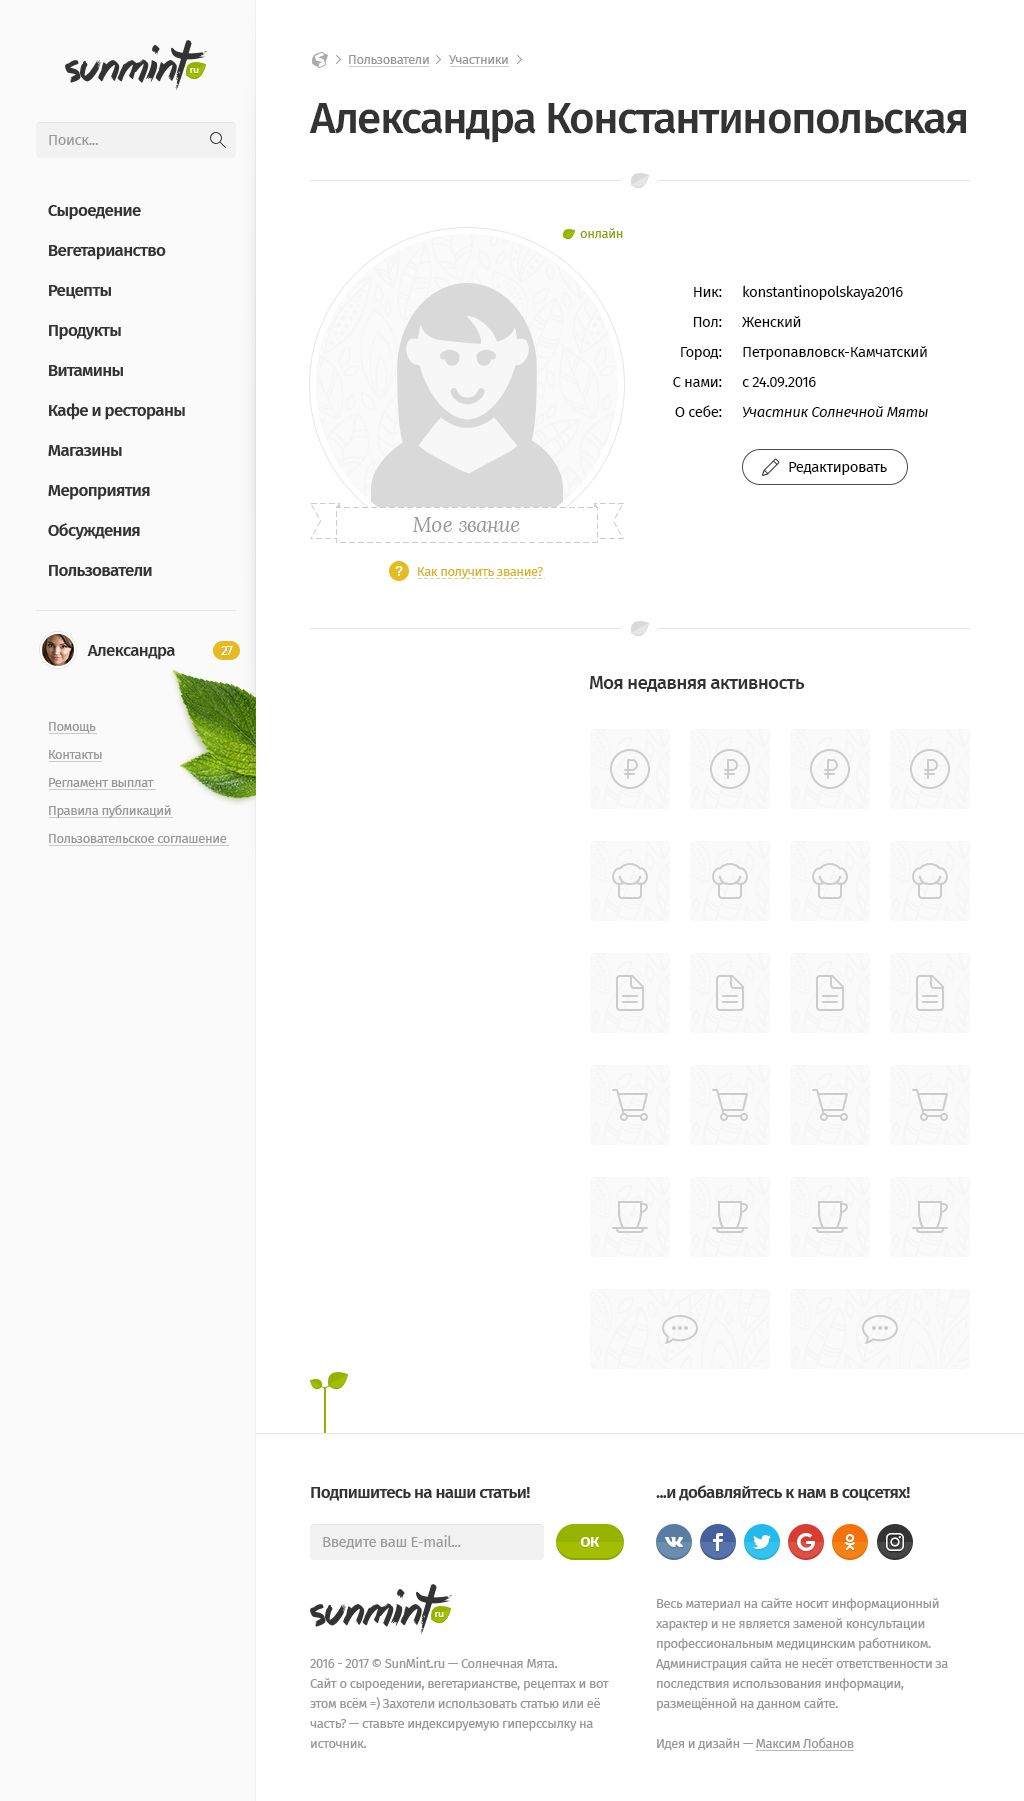 sunmint ru
Поиск...
Сыроедение
Вегетарианство
Рецепты
Продукты
Витамины
Кафе и рестораны
Магазины
Мероприятия
Обсуждения
Пользователи
Александра 27
Помощь
Контакты
Регламент выплат
Правила публикаций
Пользовательское соглашение
Пользователи Участники
Александра Константинопольская
онлайн
Мое звание
? Как получить звание?
Ник: konstantinopolskaya2016
Пол: Женский
Город: Петропавловск-Камчатский
С нами: с 24.09.2016
О себе: Участник Солнечной Мяты
Редактировать
Моя недавняя активность
Подпишитесь на наши статьи!
Введите ваш E-mail... ОК
sunmint ru
2016 - 2017 © SunMint.ru — Солнечная Мята.
Сайт о сыроедении, вегетарианстве, рецептах и вот
этом всём =) Захотели использовать статью или её
часть? — ставьте индексируемую гиперссылку на
источник.
...и добавляйтесь к нам в соцсетях!
Весь материал на сайте носит информационный
характер и не является заменой консультации
профессиональным медицинским работником.
Администрация сайта не несёт ответственности за
последствия использования информации,
размещённой на данном сайте.
Идея и дизайн — Максим Лобанов